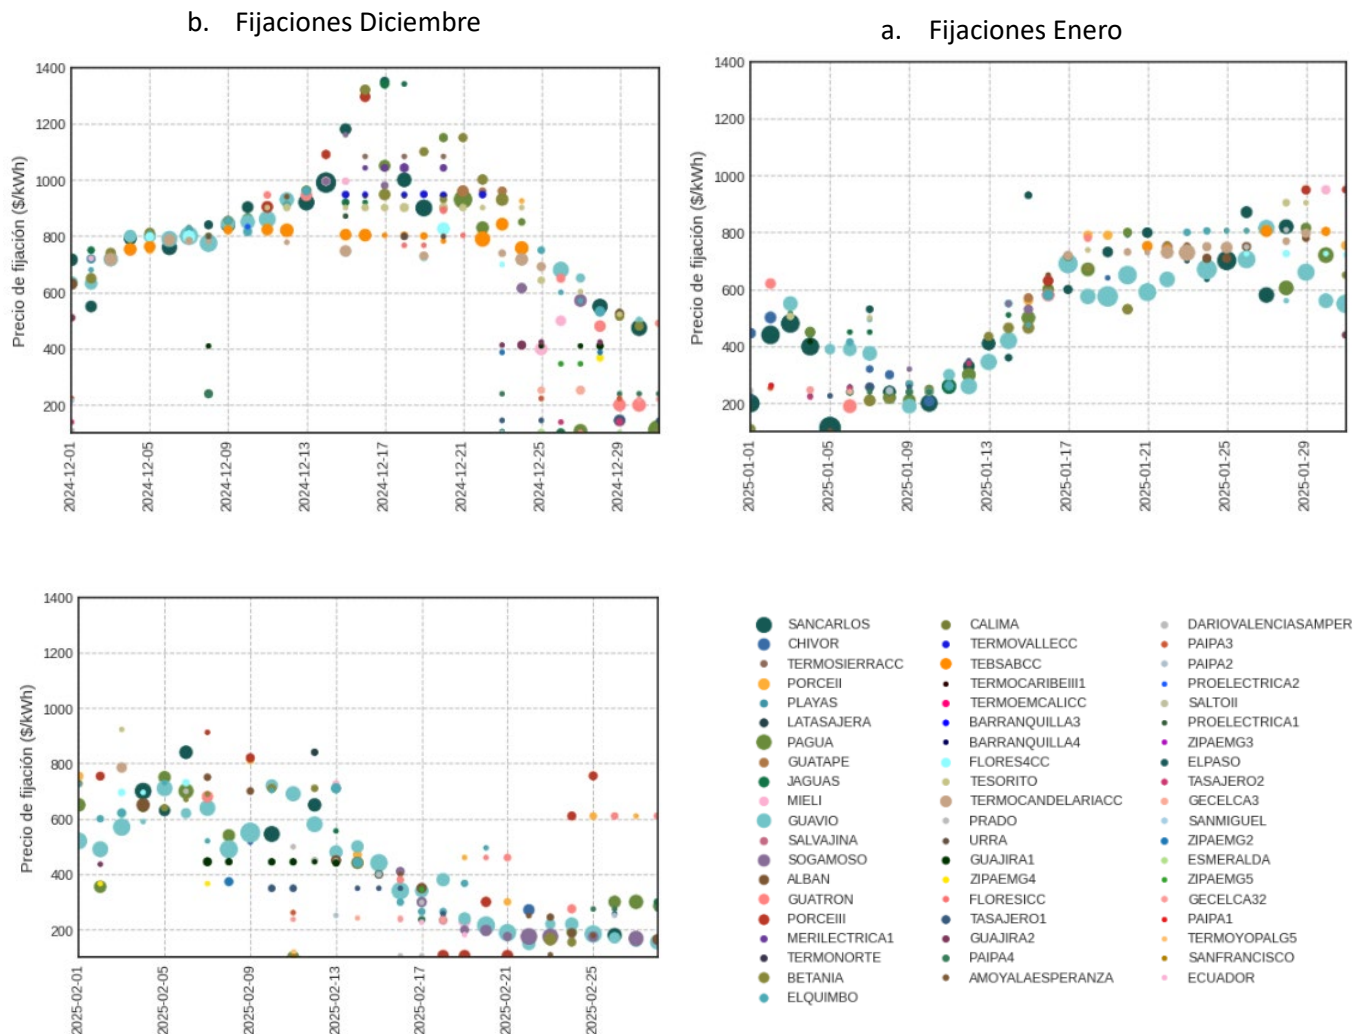 b. Fijaciones Diciembre
a. Fijaciones Enero
Precio de fijación ($/kWh)
1400
1200
1000
800
600
400
200
2024-12-01
2024-12-05
2024-12-09
2024-12-13
2024-12-17
2024-12-21
2024-12-25
2024-12-29
Precio de fijación ($/kWh)
1400
1200
1000
800
600
400
200
2025-01-01
2025-01-05
2025-01-09
2025-01-13
2025-01-17
2025-01-21
2025-01-25
2025-01-29
Precio de fijación ($/kWh)
1400
1200
1000
800
600
400
200
2025-02-01
2025-02-05
2025-02-09
2025-02-13
2025-02-17
2025-02-21
2025-02-25
SANCARLOS
CHIVOR
TERMOSIERRACC
PORCEII
PLAYAS
LATASAJERA
PAGUA
GUATAPE
JAGUAS
MIELI
GUAVIO
SALVAJINA
SOGAMOSO
ALBAN
GUATRON
PORCEIII
MERILECTRICA1
TERMONORTE
BETANIA
ELQUIMBO
CALIMA
TERMOVALLECC
TEBSABCC
TERMOCARIBEIII1
TERMOEMCALICC
BARRANQUILLA3
BARRANQUILLA4
FLORES4CC
TESORITO
TERMOCANDELARIACC
PRADO
URRA
GUAJIRA1
ZIPAEMG4
FLORESICC
TASAJERO1
GUAJIRA2
PAIPA4
AMOYALAESPERANZA
DARIOVALENCIASAMPER
PAIPA3
PAIPA2
PROELECTRICA2
SALTOII
PROELECTRICA1
ZIPAEMG3
ELPASO
TASAJERO2
GECELCA3
SANMIGUEL
ZIPAEMG2
ESMERALDA
ZIPAEMG5
GECELCA32
PAIPA1
TERMOYOPALG5
SANFRANCISCO
ECUADOR